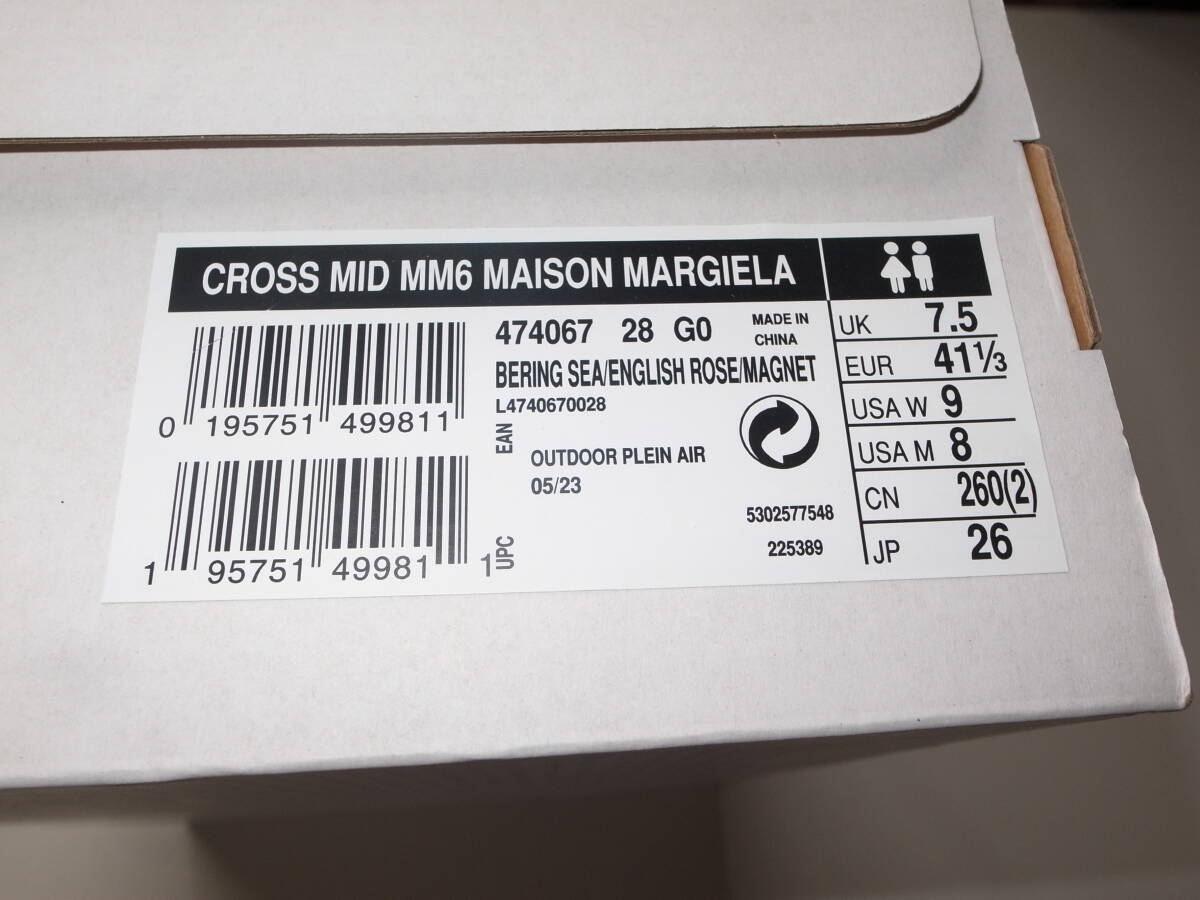 CROSS MID MM6 MAISON MARGIELA
474067 28 G0
MADE IN
CHINA
BERING SEA/ENGLISH ROSE/MAGNET
L4740670028
0 195751 499811
EAN
OUTDOOR PLEIN AIR
05/23
1 95751 49981 1
UPC
5302577548
225389
UK 7.5
EUR 41⅓
USA W 9
USA M 8
CN 260(2)
JP 26